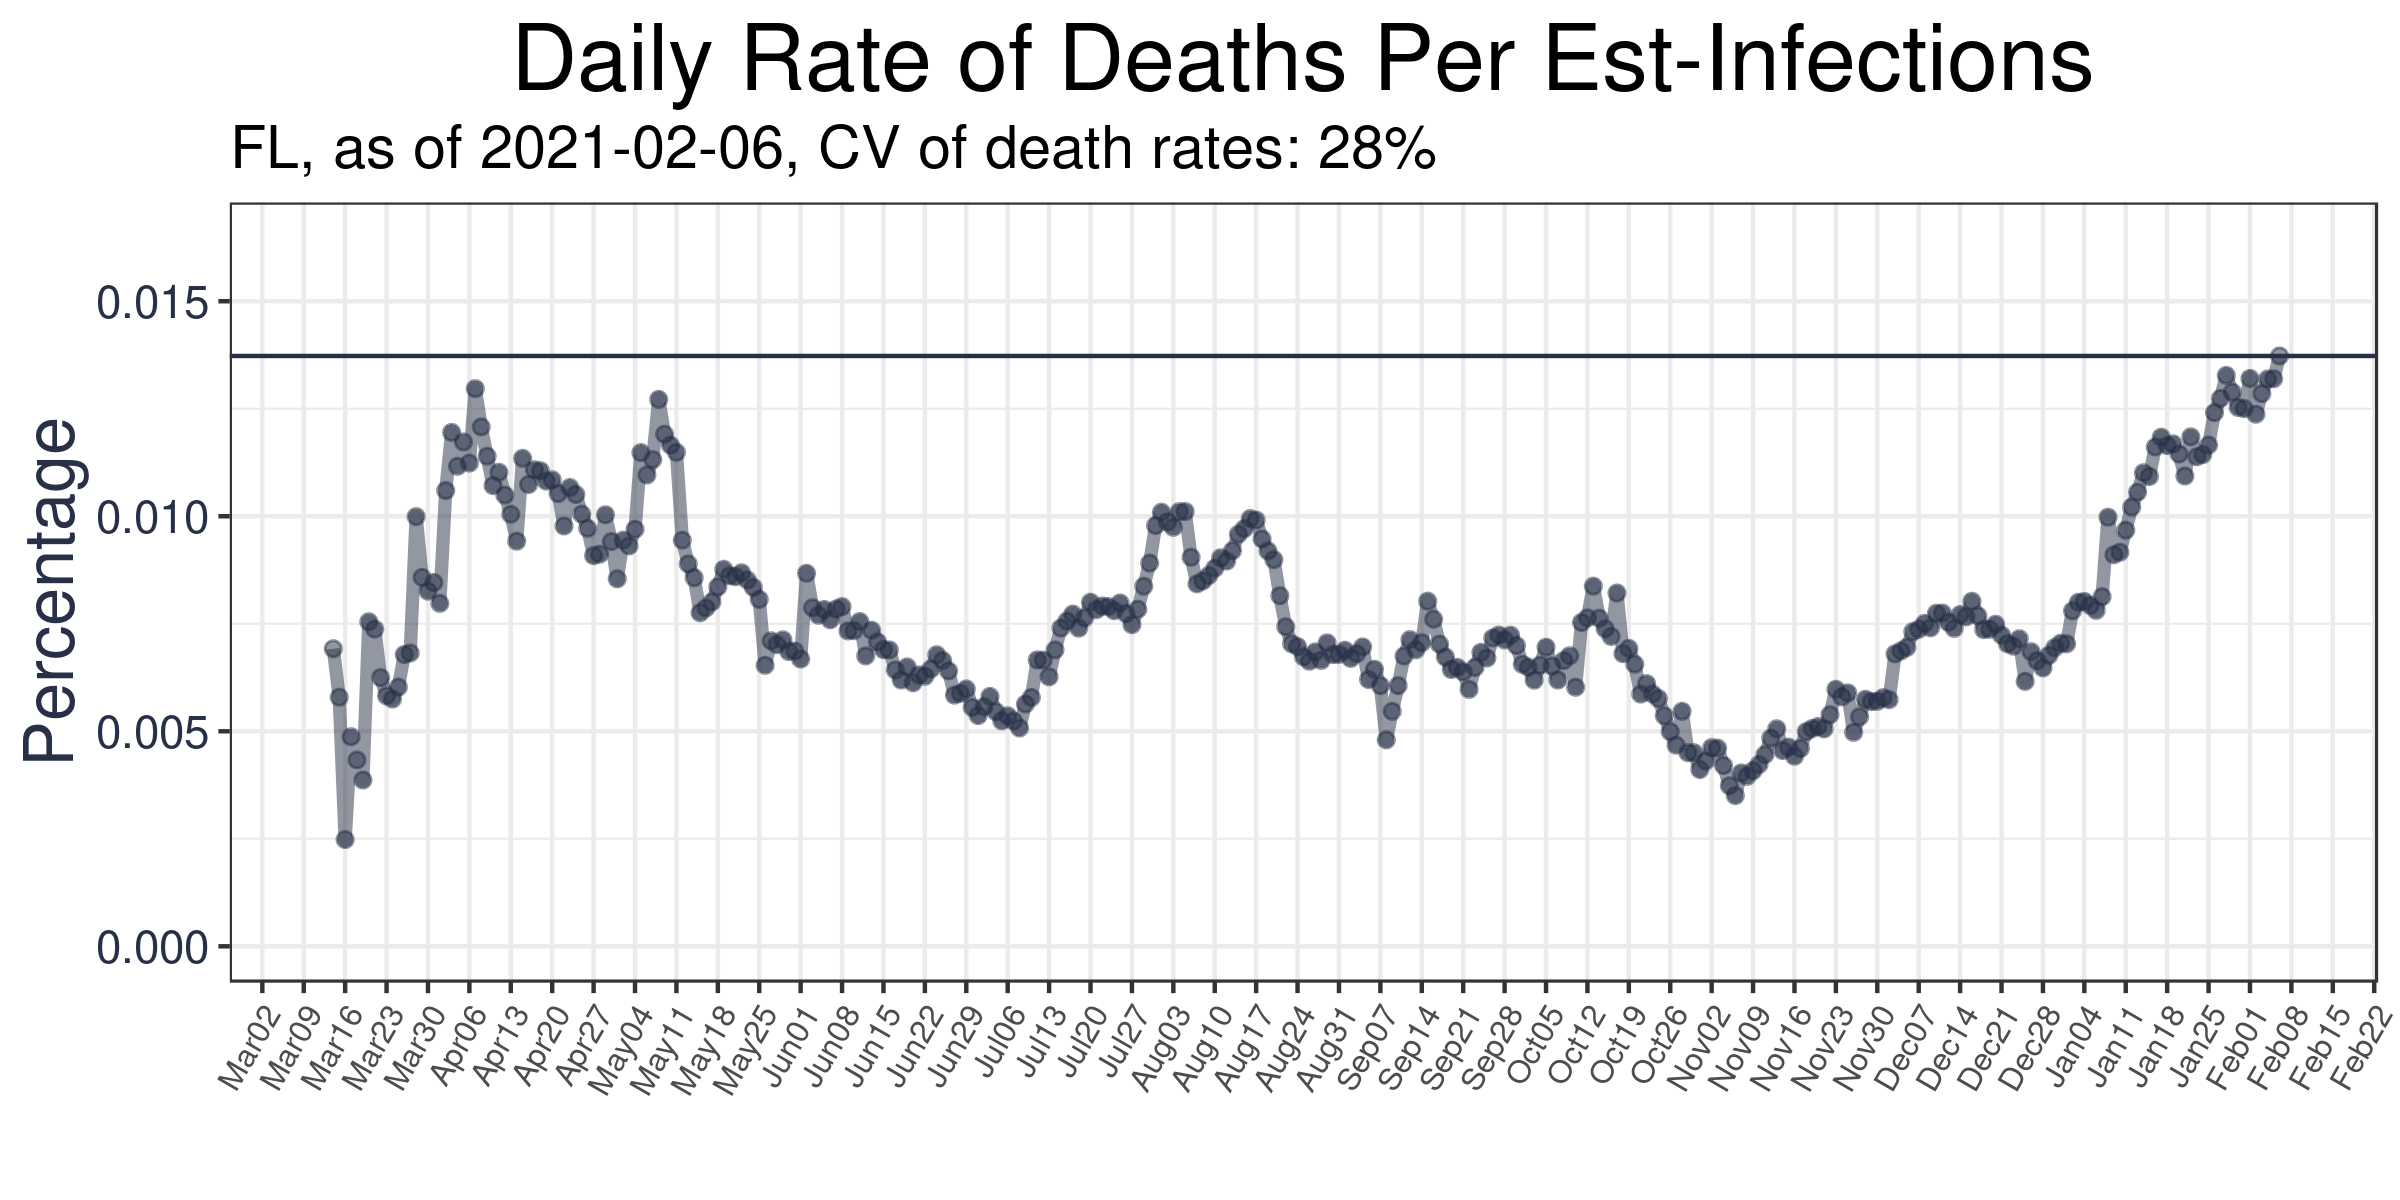 Daily Rate of Deaths Per Est-Infections
FL, as of 2021-02-06, CV of death rates: 28%
Percentage
0.015
0.010
0.005
0.000
Mar02
Mar09
Mar16
Mar23
Mar30
Apr06
Apr13
Apr20
Apr27
May04
May11
May18
May25
Jun01
Jun08
Jun15
Jun22
Jun29
Jul06
Jul13
Jul20
Jul27
Aug03
Aug10
Aug17
Aug24
Aug31
Sep07
Sep14
Sep21
Sep28
Oct05
Oct12
Oct19
Oct26
Nov02
Nov09
Nov16
Nov23
Nov30
Dec07
Dec14
Dec21
Dec28
Jan04
Jan11
Jan18
Jan25
Feb01
Feb08
Feb15
Feb22